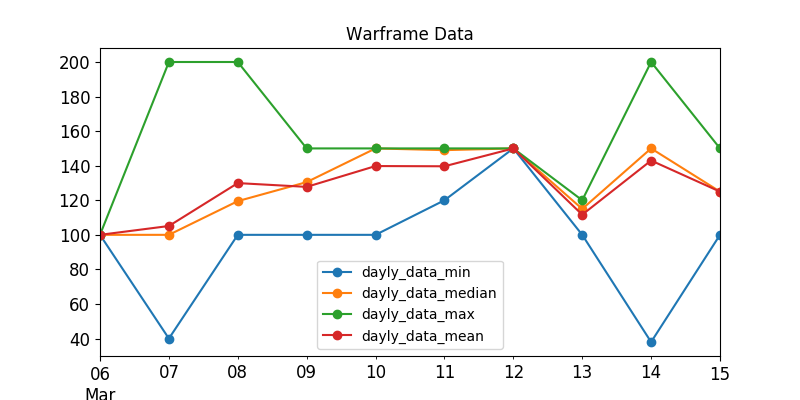 Warframe Data
200
180
160
140
120
100
80
60
40
dayly_data_min
dayly_data_median
dayly_data_max
dayly_data_mean
06 07 08 09 10 11 12 13 14 15
Mar